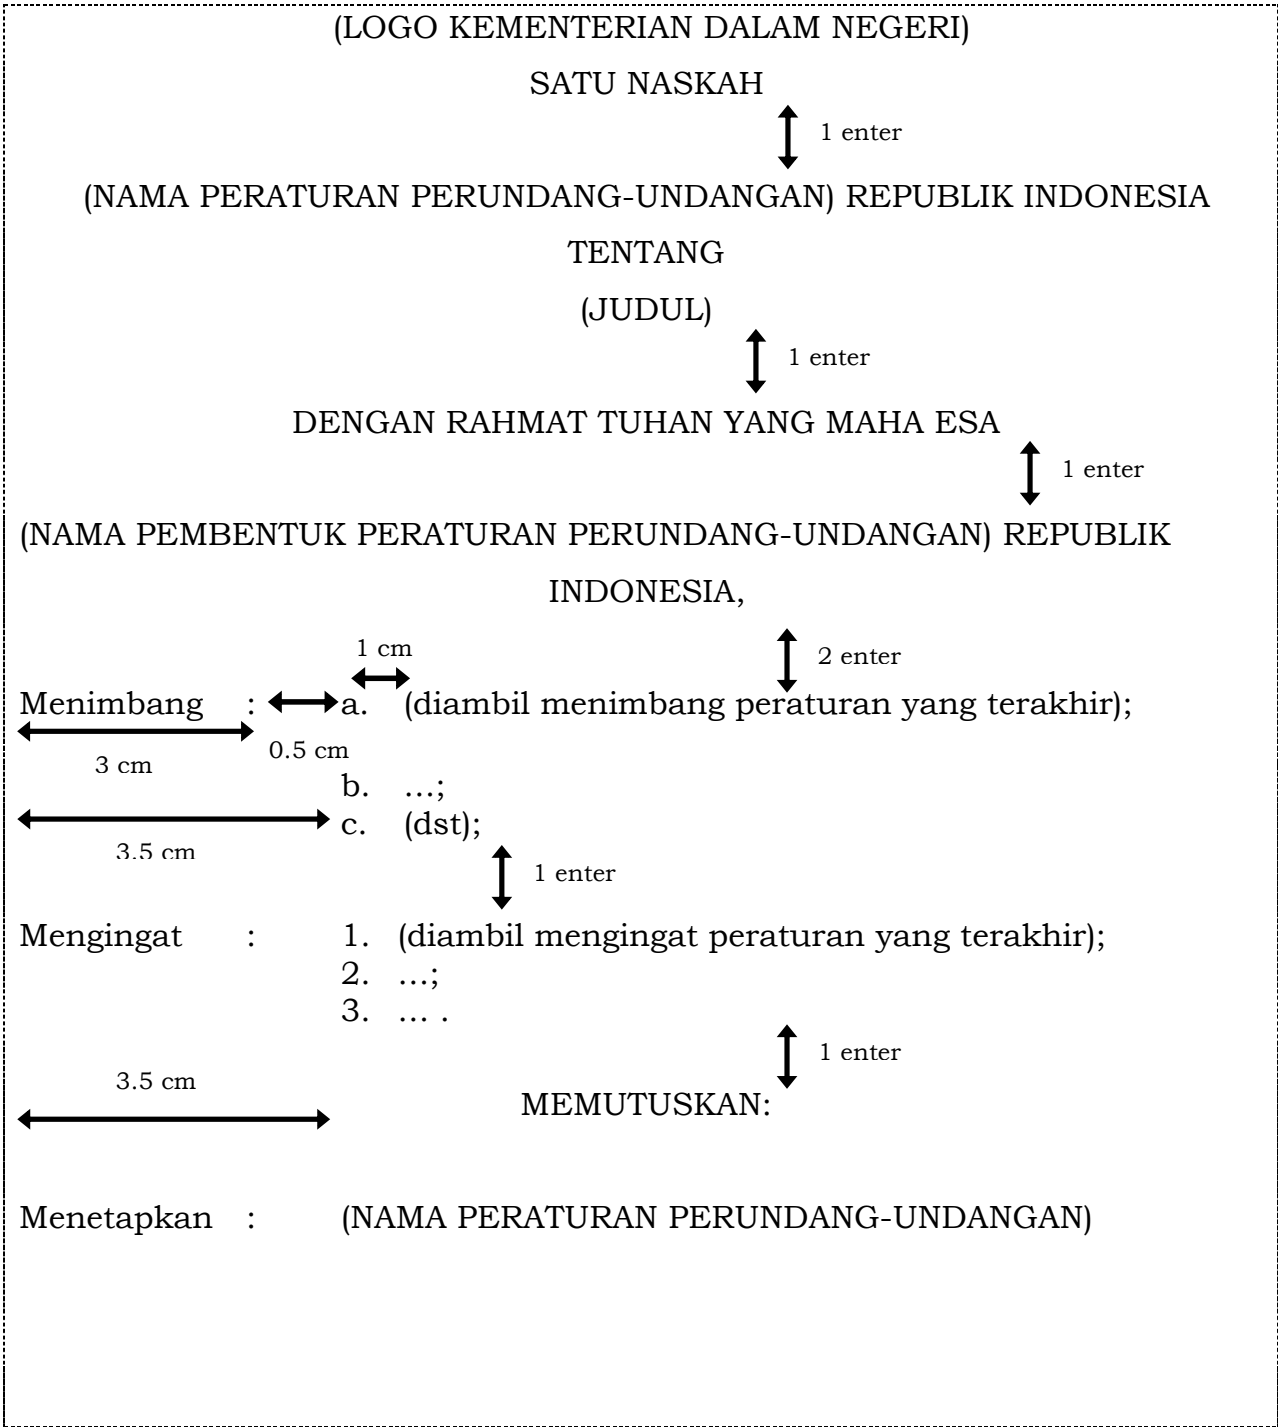 (LOGO KEMENTERIAN DALAM NEGERI)
SATU NASKAH
1 enter
(NAMA PERATURAN PERUNDANG-UNDANGAN) REPUBLIK INDONESIA
TENTANG
(JUDUL)
1 enter
DENGAN RAHMAT TUHAN YANG MAHA ESA
1 enter
(NAMA PEMBENTUK PERATURAN PERUNDANG-UNDANGAN) REPUBLIK
INDONESIA,
1 cm
2 enter
Menimbang : a. (diambil menimbang peraturan yang terakhir);
0.5 cm
3 cm
b. ...;
c. (dst);
3.5 cm
1 enter
Mengingat : 1. (diambil mengingat peraturan yang terakhir);
2. ...;
3. ... .
1 enter
3.5 cm
MEMUTUSKAN:
Menetapkan : (NAMA PERATURAN PERUNDANG-UNDANGAN)